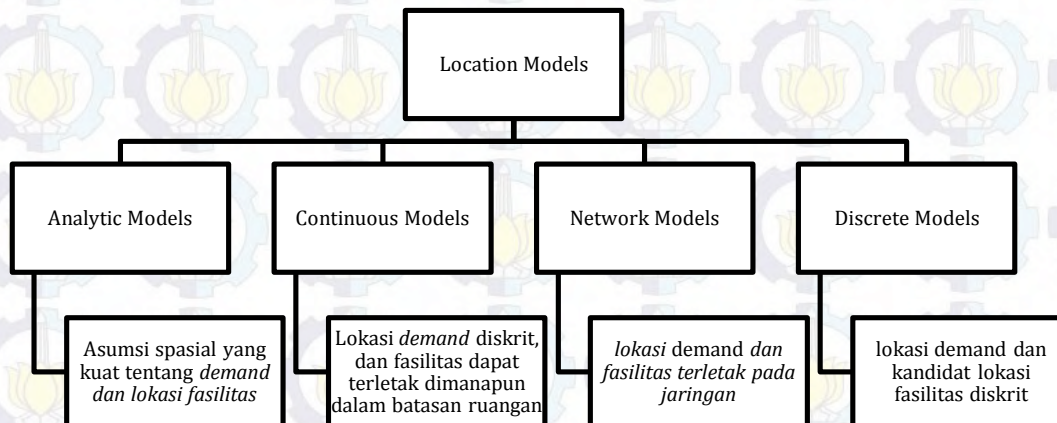 Location Models
Analytic Models
Continuous Models
Network Models
Discrete Models
Asumsi spasial yang
kuat tentang demand
dan lokasi fasilitas
Lokasi demand diskrit,
dan fasilitas dapat
terletak dimanapun
dalam batasan ruangan
lokasi demand dan
fasilitas terletak pada
jaringan
lokasi demand dan
kandidat lokasi
fasilitas diskrit